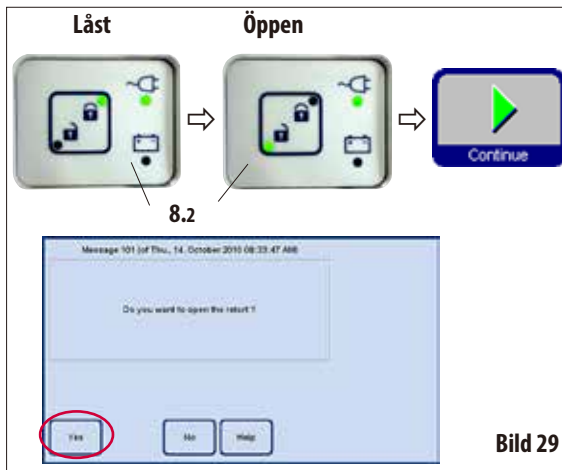 Låst
Öppen
Continue
8.2
Message 101 (of Thu., 14. October 2010 08:33:47 AM)
Do you want to open the retort ?
Yes
No
Help
Bild 29